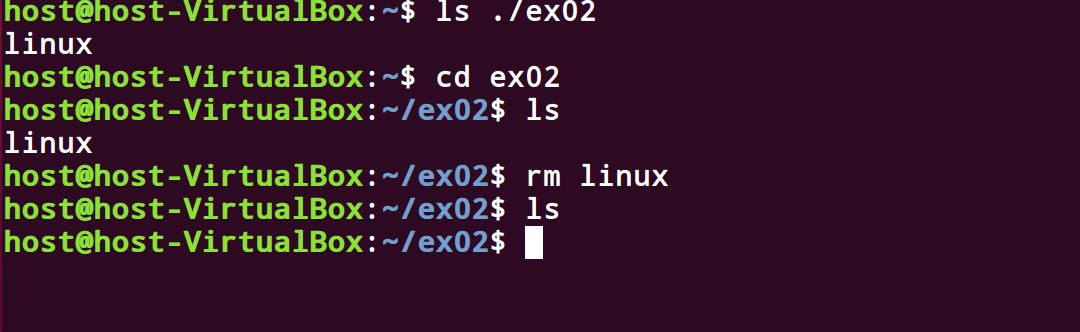 host@host-VirtualBox:~$ ls ./ex02
linux
host@host-VirtualBox:~$ cd ex02
host@host-VirtualBox:~/ex02$ ls
linux
host@host-VirtualBox:~/ex02$ rm linux
host@host-VirtualBox:~/ex02$ ls
host@host-VirtualBox:~/ex02$